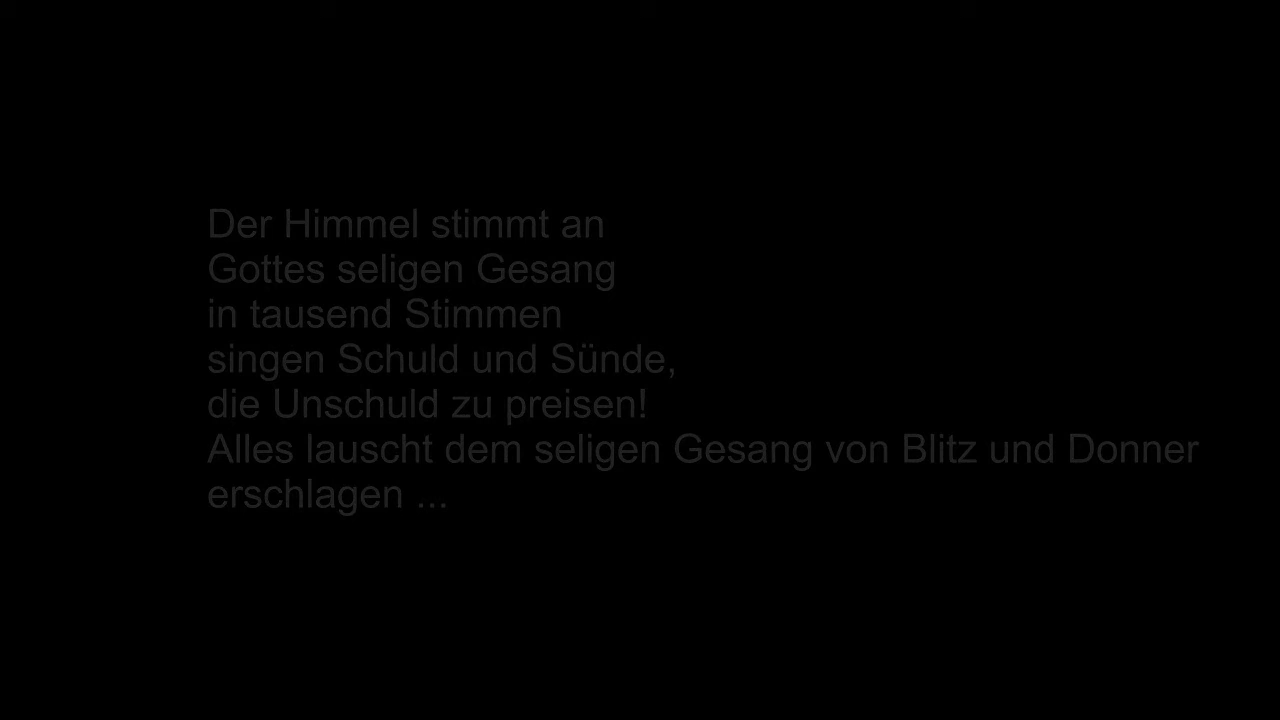 Der Himmel stimmt an
Gottes seligen Gesang
in tausend Stimmen
singen Schuld und Sünde,
die Unschuld zu preisen!
Alles lauscht dem seligen Gesang von Blitz und Donner
erschlagen ...